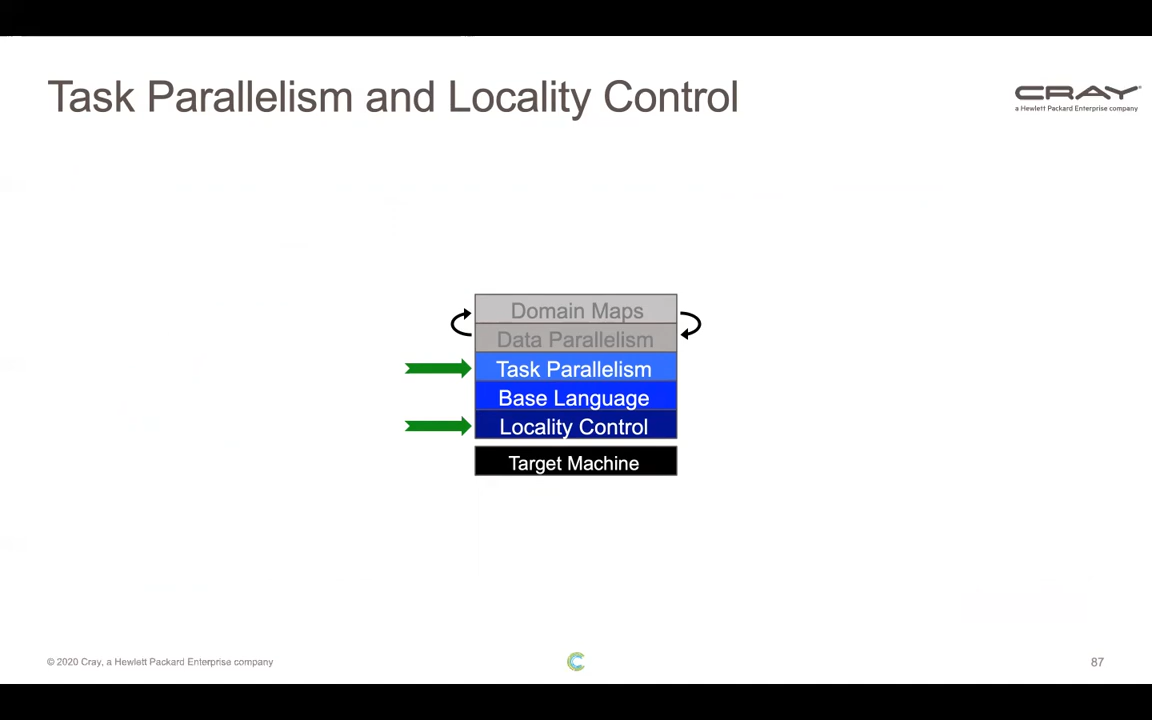 Task Parallelism and Locality Control
CRAY
a Hewlett Packard Enterprise company
Domain Maps
Data Parallelism
Task Parallelism
Base Language
Locality Control
Target Machine
© 2020 Cray, a Hewlett Packard Enterprise company
87